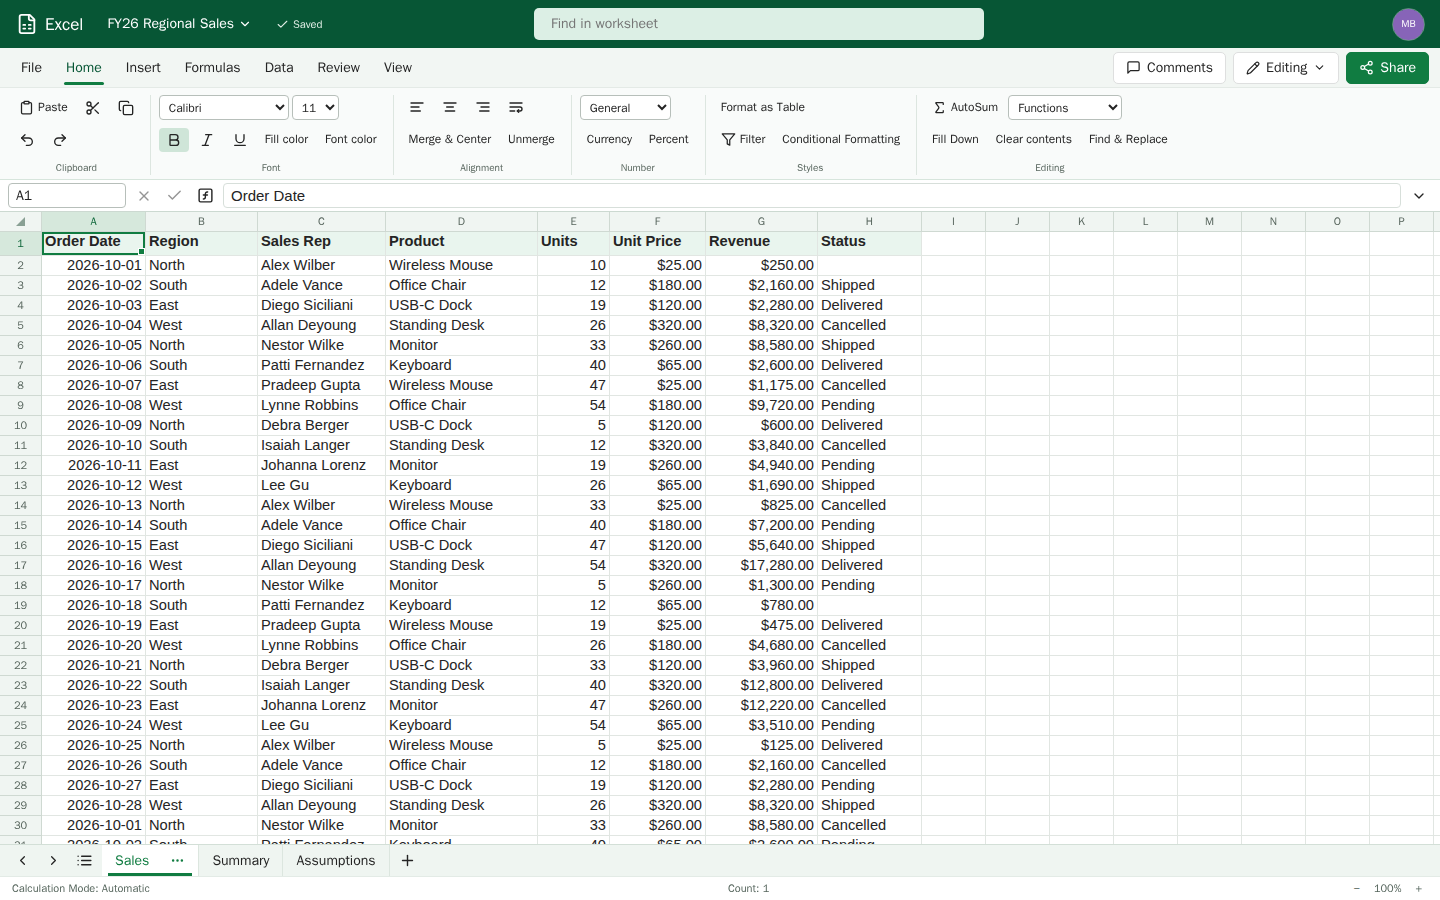 Excel
FY26 Regional Sales
Saved
Find in worksheet
MB
File Home Insert Formulas Data Review View
Comments Editing Share
Paste Calibri 11 General Format as Table AutoSum Functions
B I U Fill color Font color Merge & Center Unmerge Currency Percent Filter Conditional Formatting Fill Down Clear contents Find & Replace
Clipboard Font Alignment Number Styles Editing
A1 Order Date
A B C D E F G H I J K L M N O P
1 Order Date Region Sales Rep Product Units Unit Price Revenue Status
2 2026-10-01 North Alex Wilber Wireless Mouse 10 $25.00 $250.00
3 2026-10-02 South Adele Vance Office Chair 12 $180.00 $2,160.00 Shipped
4 2026-10-03 East Diego Siciliani USB-C Dock 19 $120.00 $2,280.00 Delivered
5 2026-10-04 West Allan Deyoung Standing Desk 26 $320.00 $8,320.00 Cancelled
6 2026-10-05 North Nestor Wilke Monitor 33 $260.00 $8,580.00 Shipped
7 2026-10-06 South Patti Fernandez Keyboard 40 $65.00 $2,600.00 Delivered
8 2026-10-07 East Pradeep Gupta Wireless Mouse 47 $25.00 $1,175.00 Cancelled
9 2026-10-08 West Lynne Robbins Office Chair 54 $180.00 $9,720.00 Pending
10 2026-10-09 North Debra Berger USB-C Dock 5 $120.00 $600.00 Delivered
11 2026-10-10 South Isaiah Langer Standing Desk 12 $320.00 $3,840.00 Cancelled
12 2026-10-11 East Johanna Lorenz Monitor 19 $260.00 $4,940.00 Pending
13 2026-10-12 West Lee Gu Keyboard 26 $65.00 $1,690.00 Shipped
14 2026-10-13 North Alex Wilber Wireless Mouse 33 $25.00 $825.00 Cancelled
15 2026-10-14 South Adele Vance Office Chair 40 $180.00 $7,200.00 Pending
16 2026-10-15 East Diego Siciliani USB-C Dock 47 $120.00 $5,640.00 Shipped
17 2026-10-16 West Allan Deyoung Standing Desk 54 $320.00 $17,280.00 Delivered
18 2026-10-17 North Nestor Wilke Monitor 5 $260.00 $1,300.00 Pending
19 2026-10-18 South Patti Fernandez Keyboard 12 $65.00 $780.00
20 2026-10-19 East Pradeep Gupta Wireless Mouse 19 $25.00 $475.00 Delivered
21 2026-10-20 West Lynne Robbins Office Chair 26 $180.00 $4,680.00 Cancelled
22 2026-10-21 North Debra Berger USB-C Dock 33 $120.00 $3,960.00 Shipped
23 2026-10-22 South Isaiah Langer Standing Desk 40 $320.00 $12,800.00 Delivered
24 2026-10-23 East Johanna Lorenz Monitor 47 $260.00 $12,220.00 Cancelled
25 2026-10-24 West Lee Gu Keyboard 54 $65.00 $3,510.00 Pending
26 2026-10-25 North Alex Wilber Wireless Mouse 5 $25.00 $125.00 Delivered
27 2026-10-26 South Adele Vance Office Chair 12 $180.00 $2,160.00 Cancelled
28 2026-10-27 East Diego Siciliani USB-C Dock 19 $120.00 $2,280.00 Pending
29 2026-10-28 West Allan Deyoung Standing Desk 26 $320.00 $8,320.00 Shipped
30 2026-10-01 North Nestor Wilke Monitor 33 $260.00 $8,580.00 Cancelled
Sales Summary Assumptions
Calculation Mode: Automatic Count: 1 100%